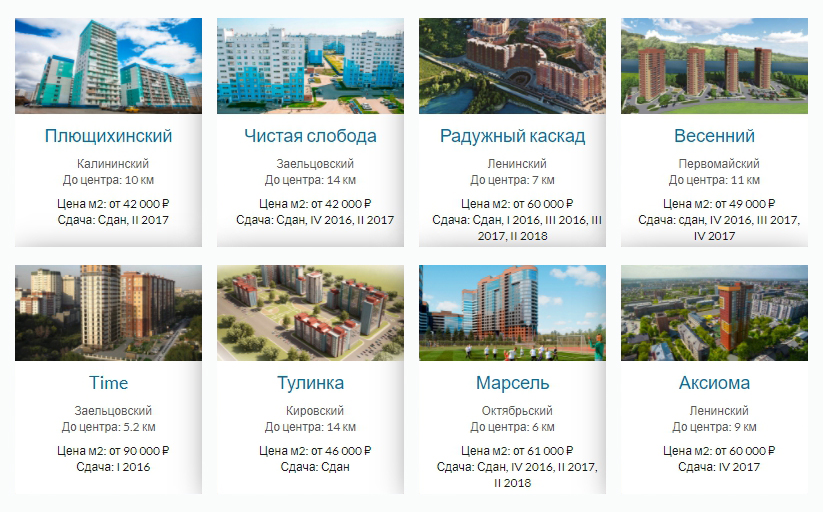 Плющихинский
Калининский
До центра: 10 км
Цена м2: от 42 000 ₽
Сдача: Сдан, II 2017
Чистая слобода
Заельцовский
До центра: 14 км
Цена м2: от 42 000 ₽
Сдача: Сдан, IV 2016, II 2017
Радужный каскад
Ленинский
До центра: 7 км
Цена м2: от 60 000 ₽
Сдача: Сдан, I 2016, III 2016, III
2017, II 2018
Весенний
Первомайский
До центра: 11 км
Цена м2: от 49 000 ₽
Сдача: сдан, IV 2016, III 2017,
IV 2017
Time
Заельцовский
До центра: 5.2 км
Цена м2: от 90 000 ₽
Сдача: I 2016
Тулинка
Кировский
До центра: 14 км
Цена м2: от 46 000 ₽
Сдача: Сдан
Марсель
Октябрьский
До центра: 6 км
Цена м2: от 61 000 ₽
Сдача: Сдан, IV 2016, II 2017,
II 2018
Аксиома
Ленинский
До центра: 9 км
Цена м2: от 60 000 ₽
Сдача: IV 2017